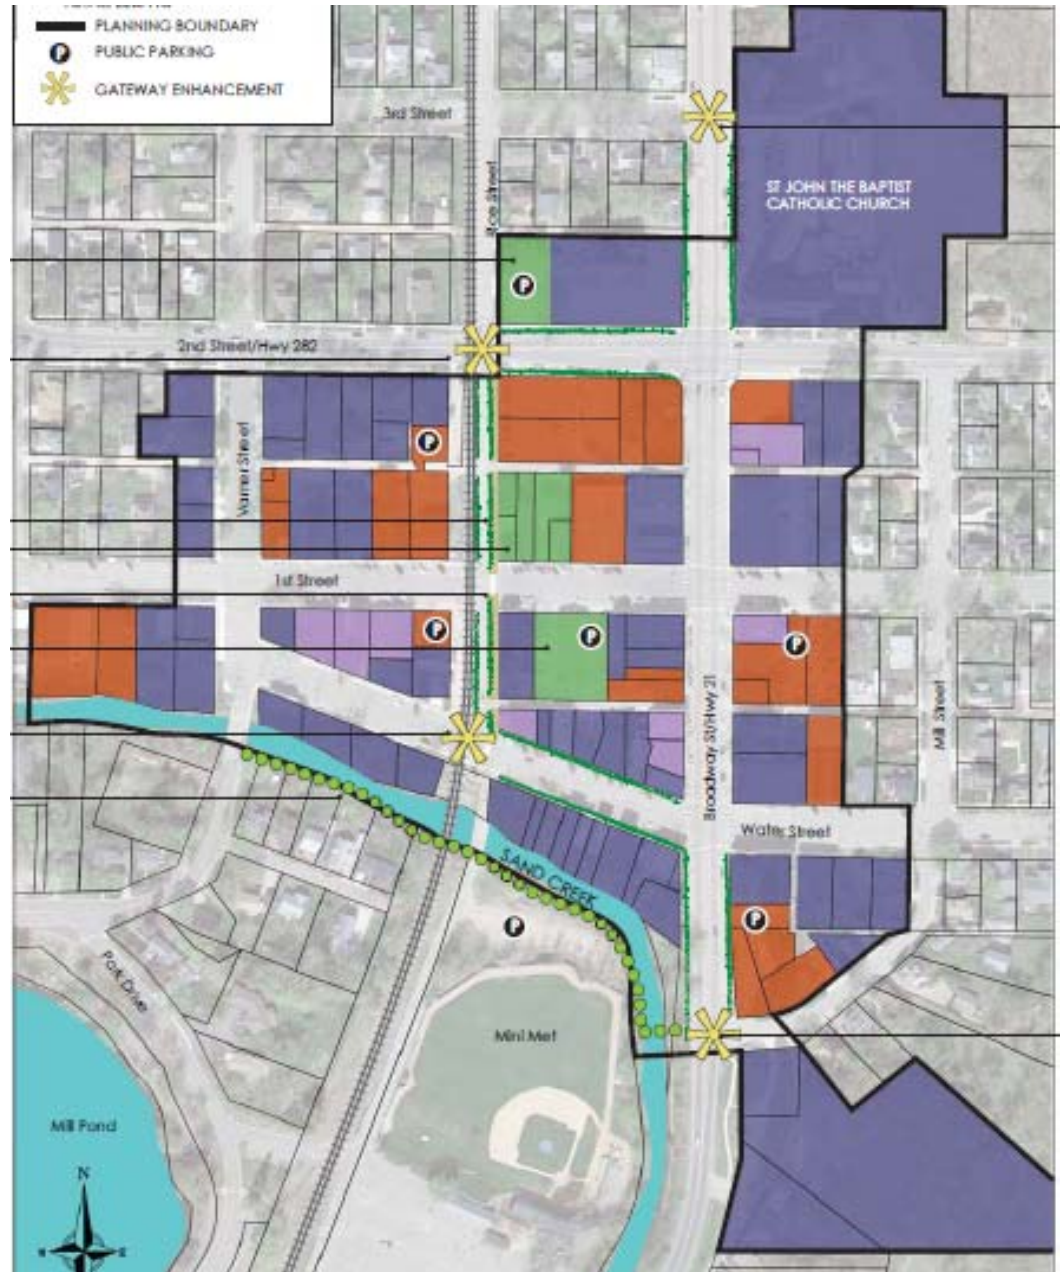 PLANNING BOUNDARY
P
PUBLIC PARKING
GATEWAY ENHANCEMENT
3rd Street
Rice Street
ST JOHN THE BAPTIST
CATHOLIC CHURCH
P
2nd Street/Hwy 282
P
Varner Street
1st Street
P
P
P
Broadway St/Hwy 21
Mill Street
Water Street
SAND CREEK
P
P
Park Drive
Mini Met
Mill Pond
N